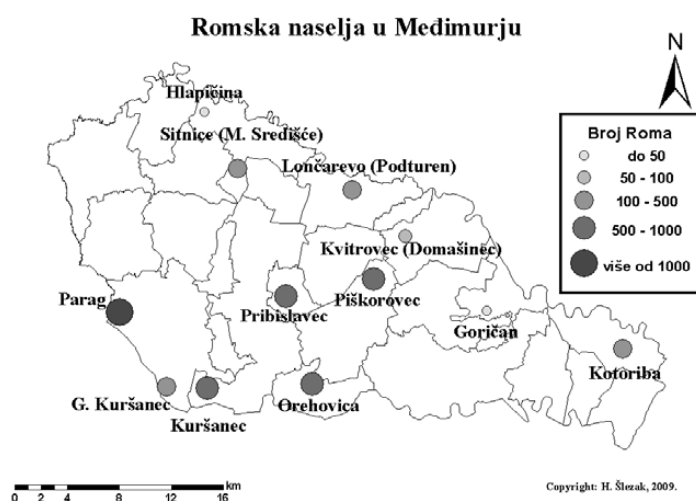 Romska naselja u Međimurju
N
Hlapičina
Sitnice (M. Središće)
Lončarevo (Podturen)
Kvitrovec (Domašinec)
Parag
Pribislavec
Piškorovec
Goričan
Kotoriba
G. Kuršanec
Kuršanec
Orehovica
Broj Roma
do 50
50 - 100
100 - 500
500 - 1000
više od 1000
km
0 2 4 8 12 16
Copyright: H. Šlezak, 2009.